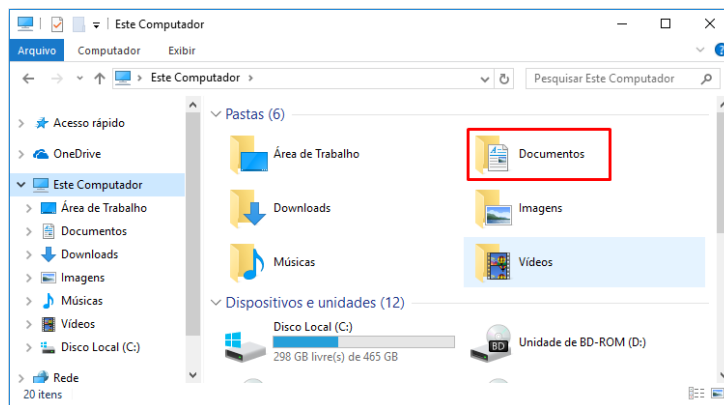 Este Computador
Arquivo Computador Exibir
Este Computador
Pesquisar Este Computador
Acesso rápido
OneDrive
Este Computador
Área de Trabalho
Documentos
Downloads
Imagens
Músicas
Vídeos
Disco Local (C:)
Rede
Pastas (6)
Área de Trabalho
Documentos
Downloads
Imagens
Músicas
Vídeos
Dispositivos e unidades (12)
Disco Local (C:)
298 GB livre(s) de 465 GB
BD
Unidade de BD-ROM (D:)
20 itens